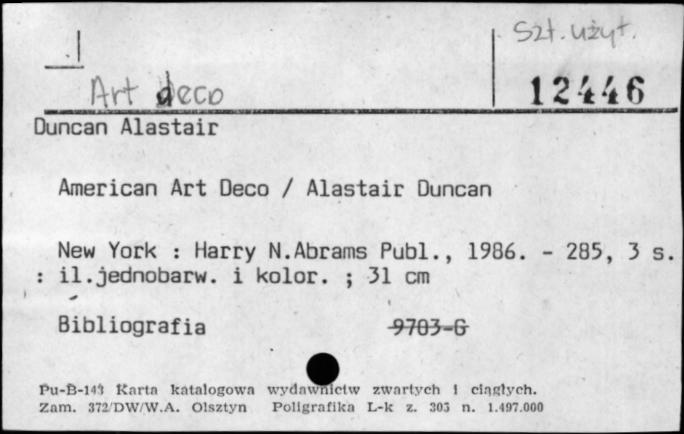 Szt. użyt.
Art deco
12446
Duncan Alastair
American Art Deco / Alastair Duncan
New York : Harry N.Abrams Publ., 1986. - 285, 3 s.
: il.jednobarw. i kolor. ; 31 cm
Bibliografia 9703-G
Pu-B-143 Karta katalogowa wydawnictw zwartych i ciągłych.
Zam. 372/DW/W.A. Olsztyn Poligrafika L-k z. 305 n. 1.497.000